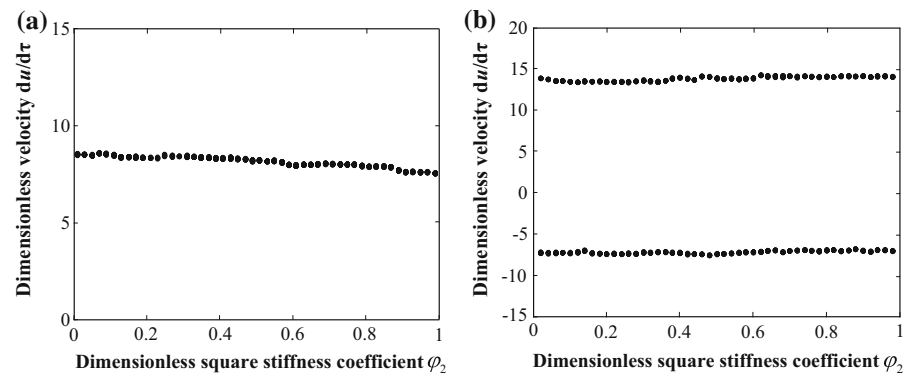 (a)
15
10
5
0
Dimensionless velocity du/dτ
0 0.2 0.4 0.6 0.8 1
Dimensionless square stiffness coefficient φ₂
(b)
20
15
10
5
0
-5
-10
-15
Dimensionless velocity du/dτ
0 0.2 0.4 0.6 0.8 1
Dimensionless square stiffness coefficient φ₂